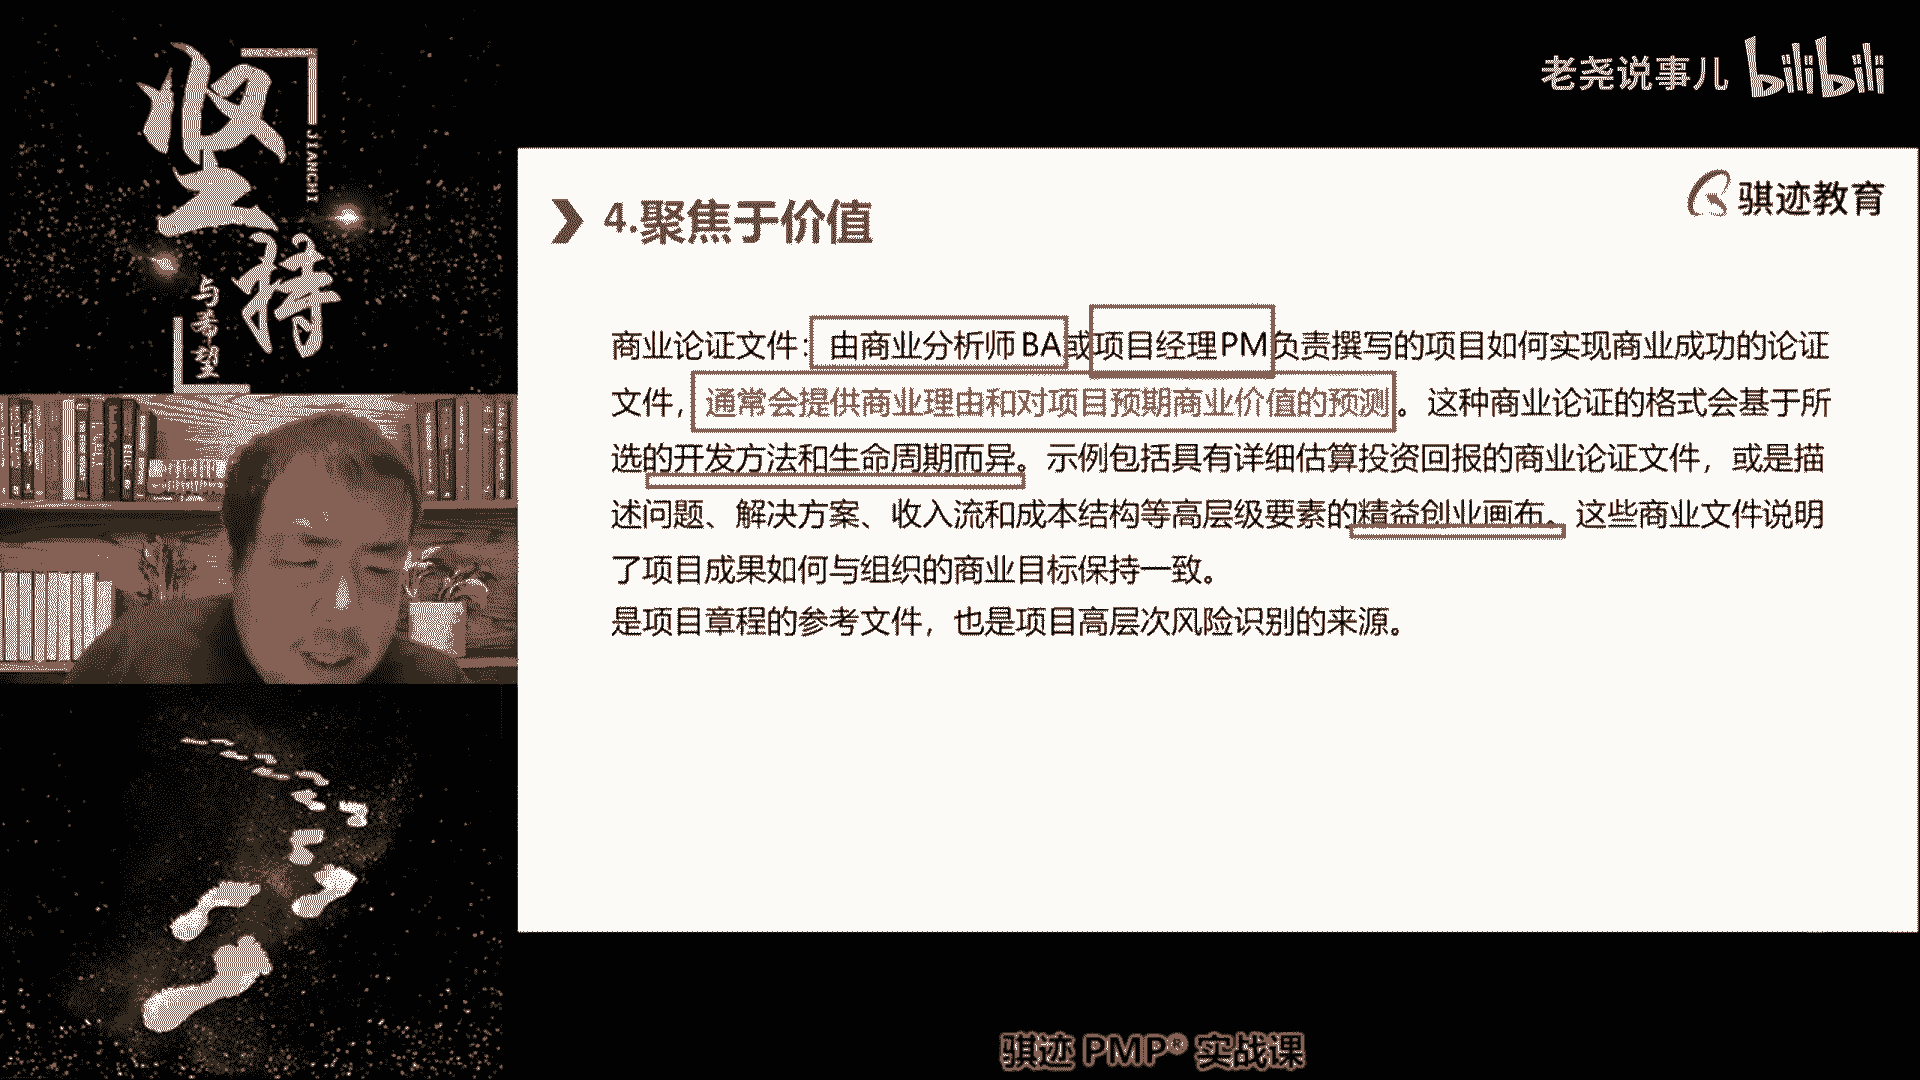 坚持
JIANCHI
与希望
老尧说事儿 bilibili
骐迹教育
4.聚焦于价值
商业论证文件：由商业分析师BA或项目经理PM负责撰写的项目如何实现商业成功的论证
文件，通常会提供商业理由和对项目预期商业价值的预测。这种商业论证的格式会基于所
选的开发方法和生命周期而异。示例包括具有详细估算投资回报的商业论证文件，或是描
述问题、解决方案、收入流和成本结构等高层级要素的精益创业画布。这些商业文件说明
了项目成果如何与组织的商业目标保持一致。
是项目章程的参考文件，也是项目高层次风险识别的来源。
骐迹 PMP® 实战课